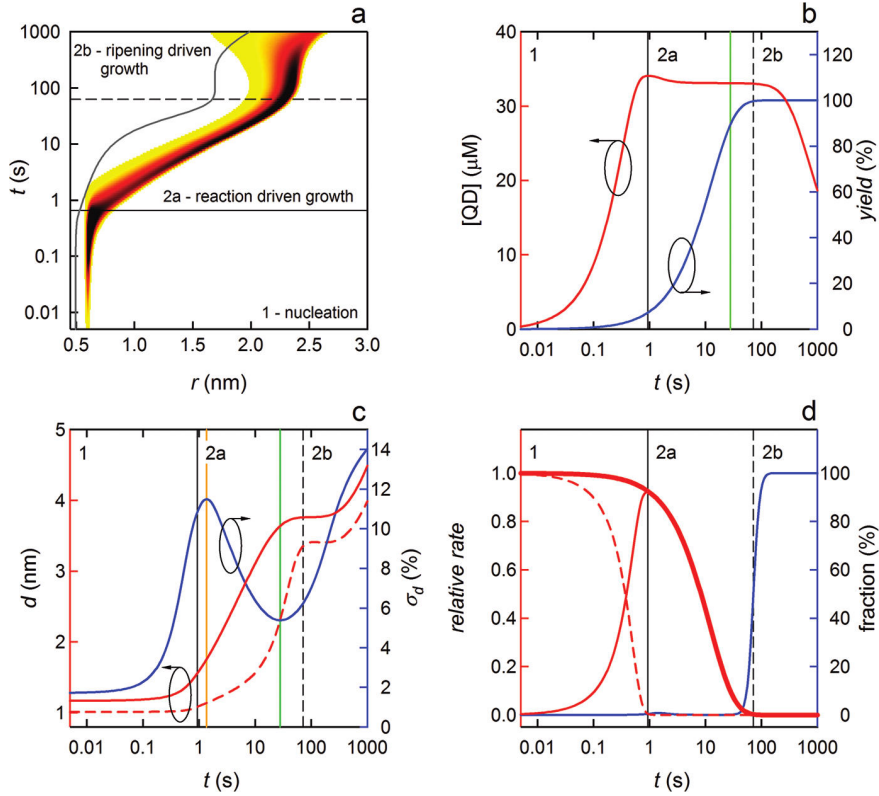 a
1000
100
10
1
0.1
0.01
t (s)
2b - ripening driven
growth
2a - reaction driven growth
1 - nucleation
0.5 1.0 1.5 2.0 2.5 3.0
r (nm)
b
40
30
20
10
0
[QD] (μM)
1 2a 2b
120
100
80
60
40
20
0
yield (%)
0.01 0.1 1 10 100 1000
t (s)
c
5
4
3
2
1
d (nm)
1 2a 2b
14
12
10
8
6
4
2
0
σd (%)
0.01 0.1 1 10 100 1000
t (s)
d
1.0
0.8
0.6
0.4
0.2
0.0
relative rate
1 2a 2b
100
80
60
40
20
0
fraction (%)
0.01 0.1 1 10 100 1000
t (s)